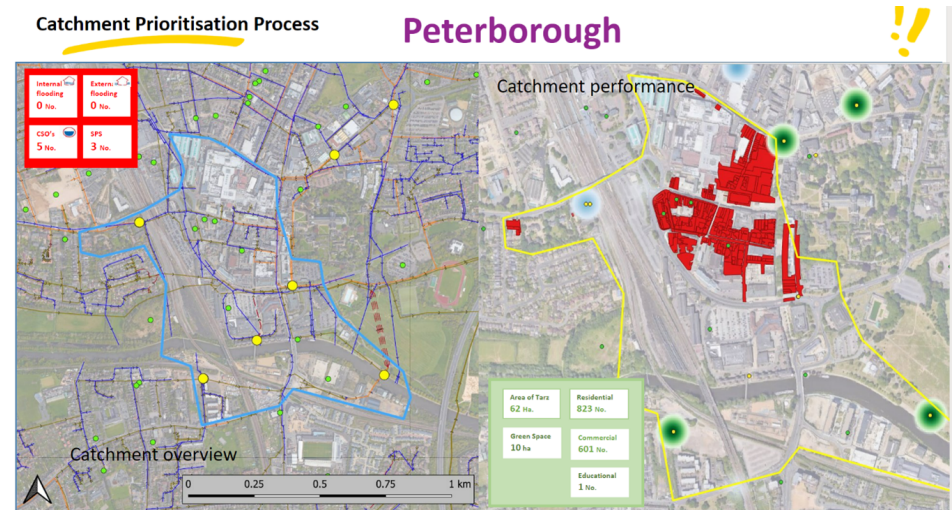 Catchment Prioritisation Process
Peterborough
Internal
flooding
0 No.
Extern
flooding
0 No.
CSO's
5 No.
SPS
3 No.
Catchment overview
0 0.25 0.5 0.75 1 km
Catchment performance
Area of Tarz
62 Ha.
Residential
823 No.
Green Space
10 ha
Commercial
601 No.
Educational
1 No.